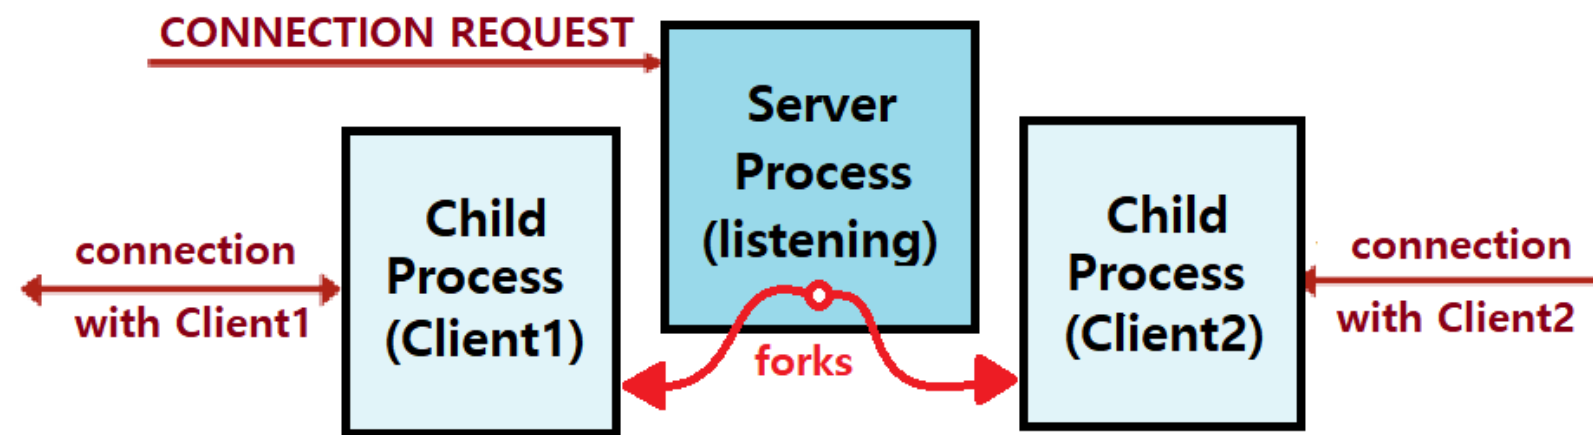 CONNECTION REQUEST
Server
Process
(listening)
Child
Process
(Client1)
connection
with Client1
forks
Child
Process
(Client2)
connection
with Client2